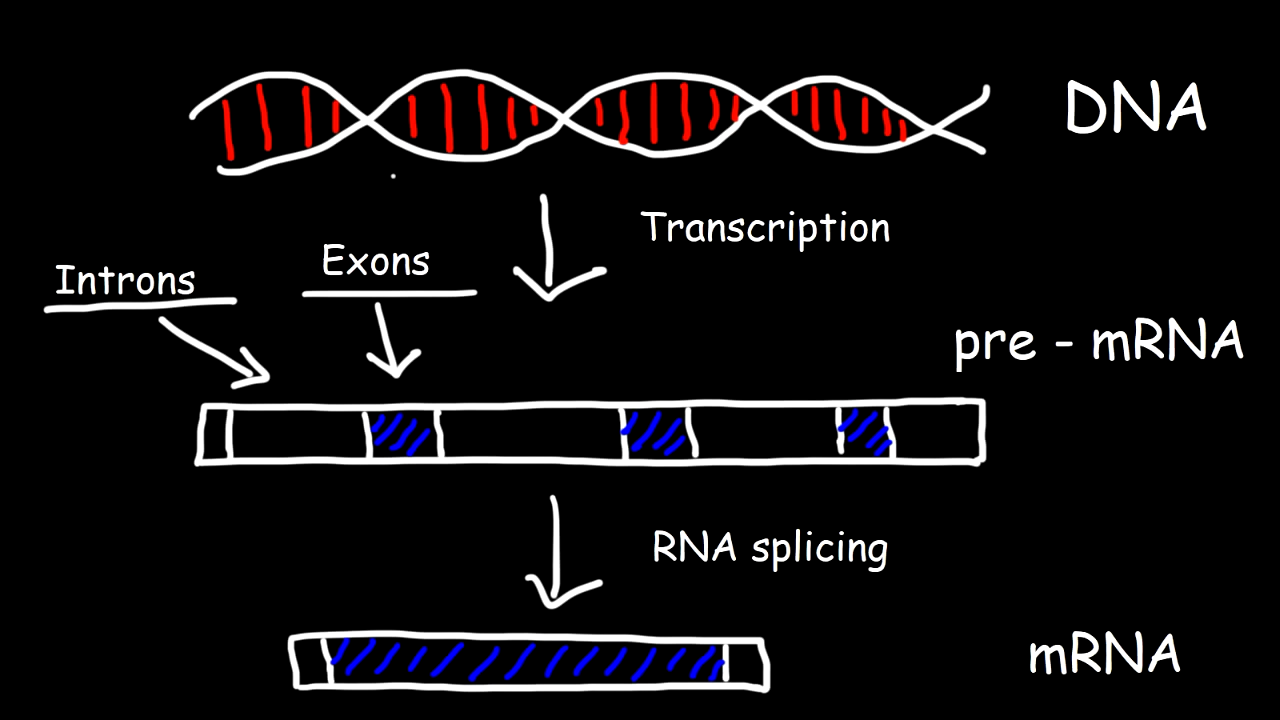 DNA
Transcription
Exons
Introns
pre - mRNA
RNA splicing
mRNA